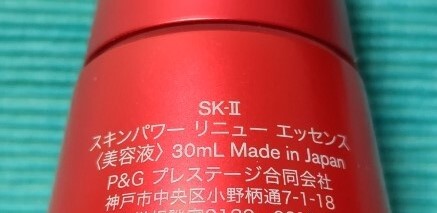 SK-II
スキンパワー リニュー エッセンス
〈美容液〉 30mL Made in Japan
P&G プレステージ合同会社
神戸市中央区小野柄通7-1-18